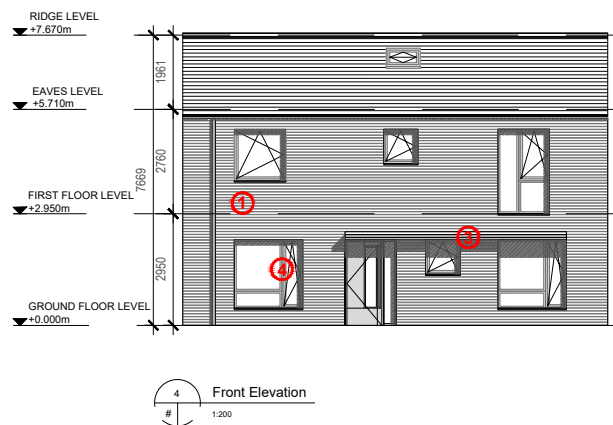 RIDGE LEVEL
+7.670m
1961
EAVES LEVEL
+5.710m
2760
7669
1
FIRST FLOOR LEVEL
+2.950m
3
2950
4
GROUND FLOOR LEVEL
+0.000m
4
Front Elevation
#
1:200